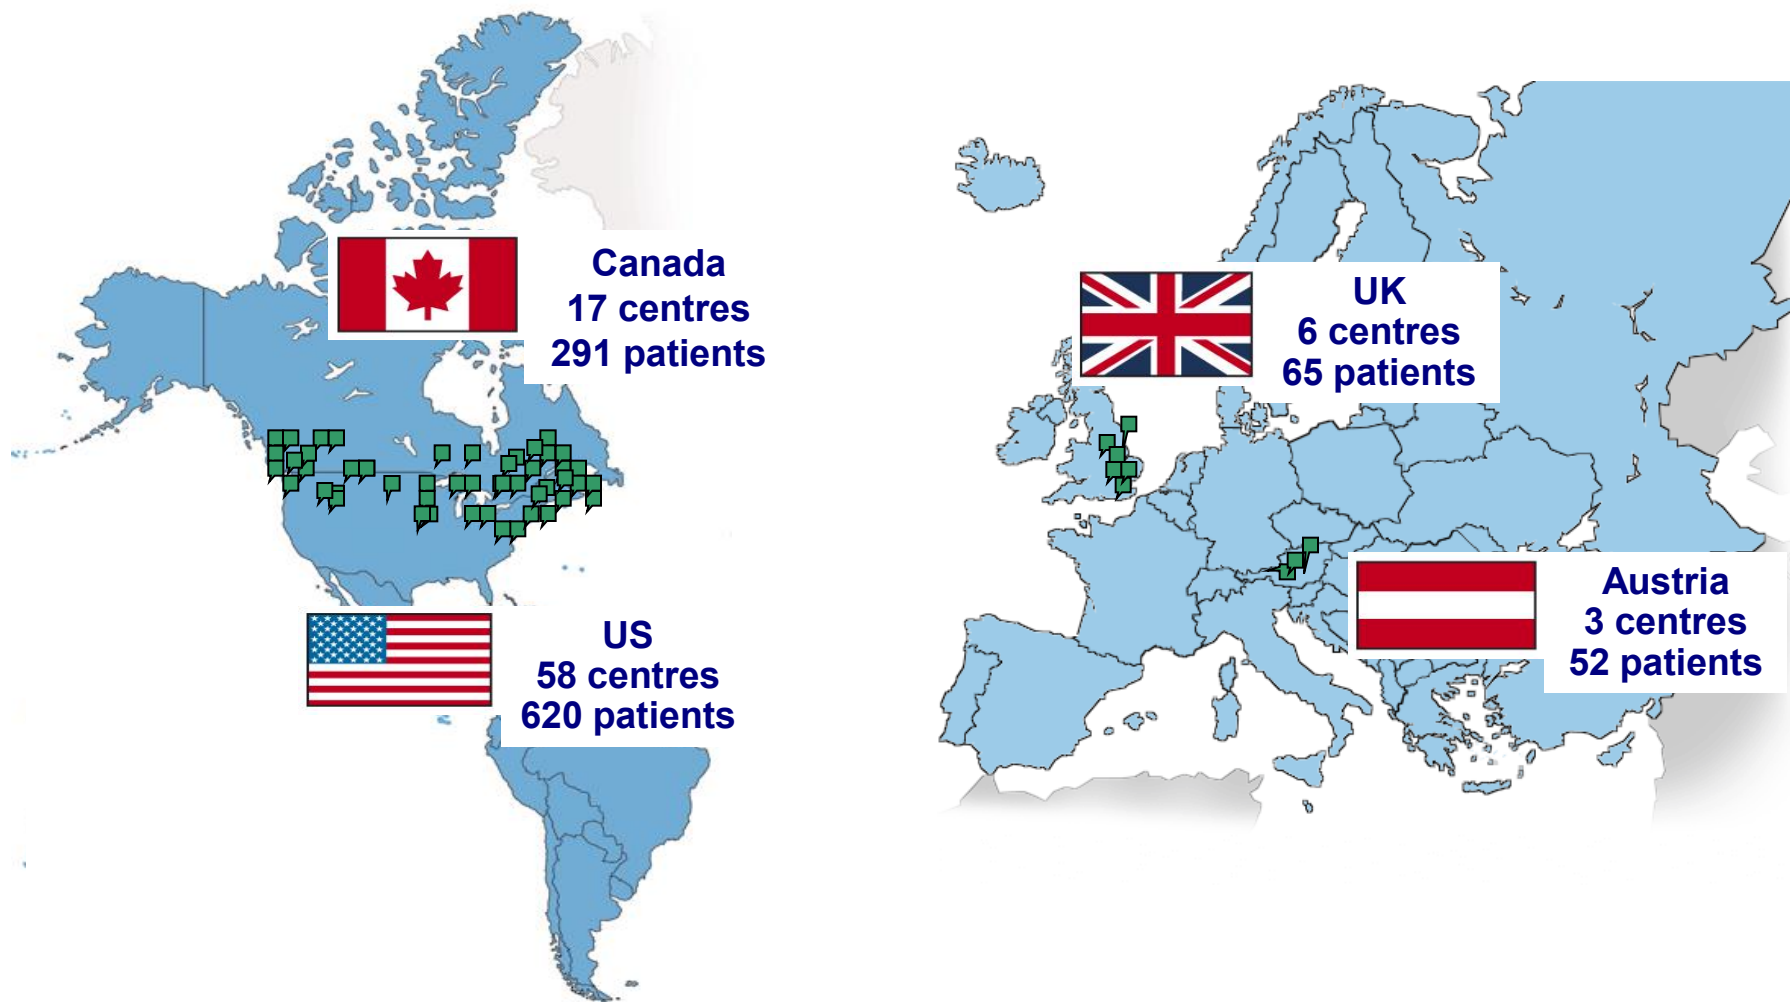 Canada
17 centres
291 patients
US
58 centres
620 patients
UK
6 centres
65 patients
Austria
3 centres
52 patients